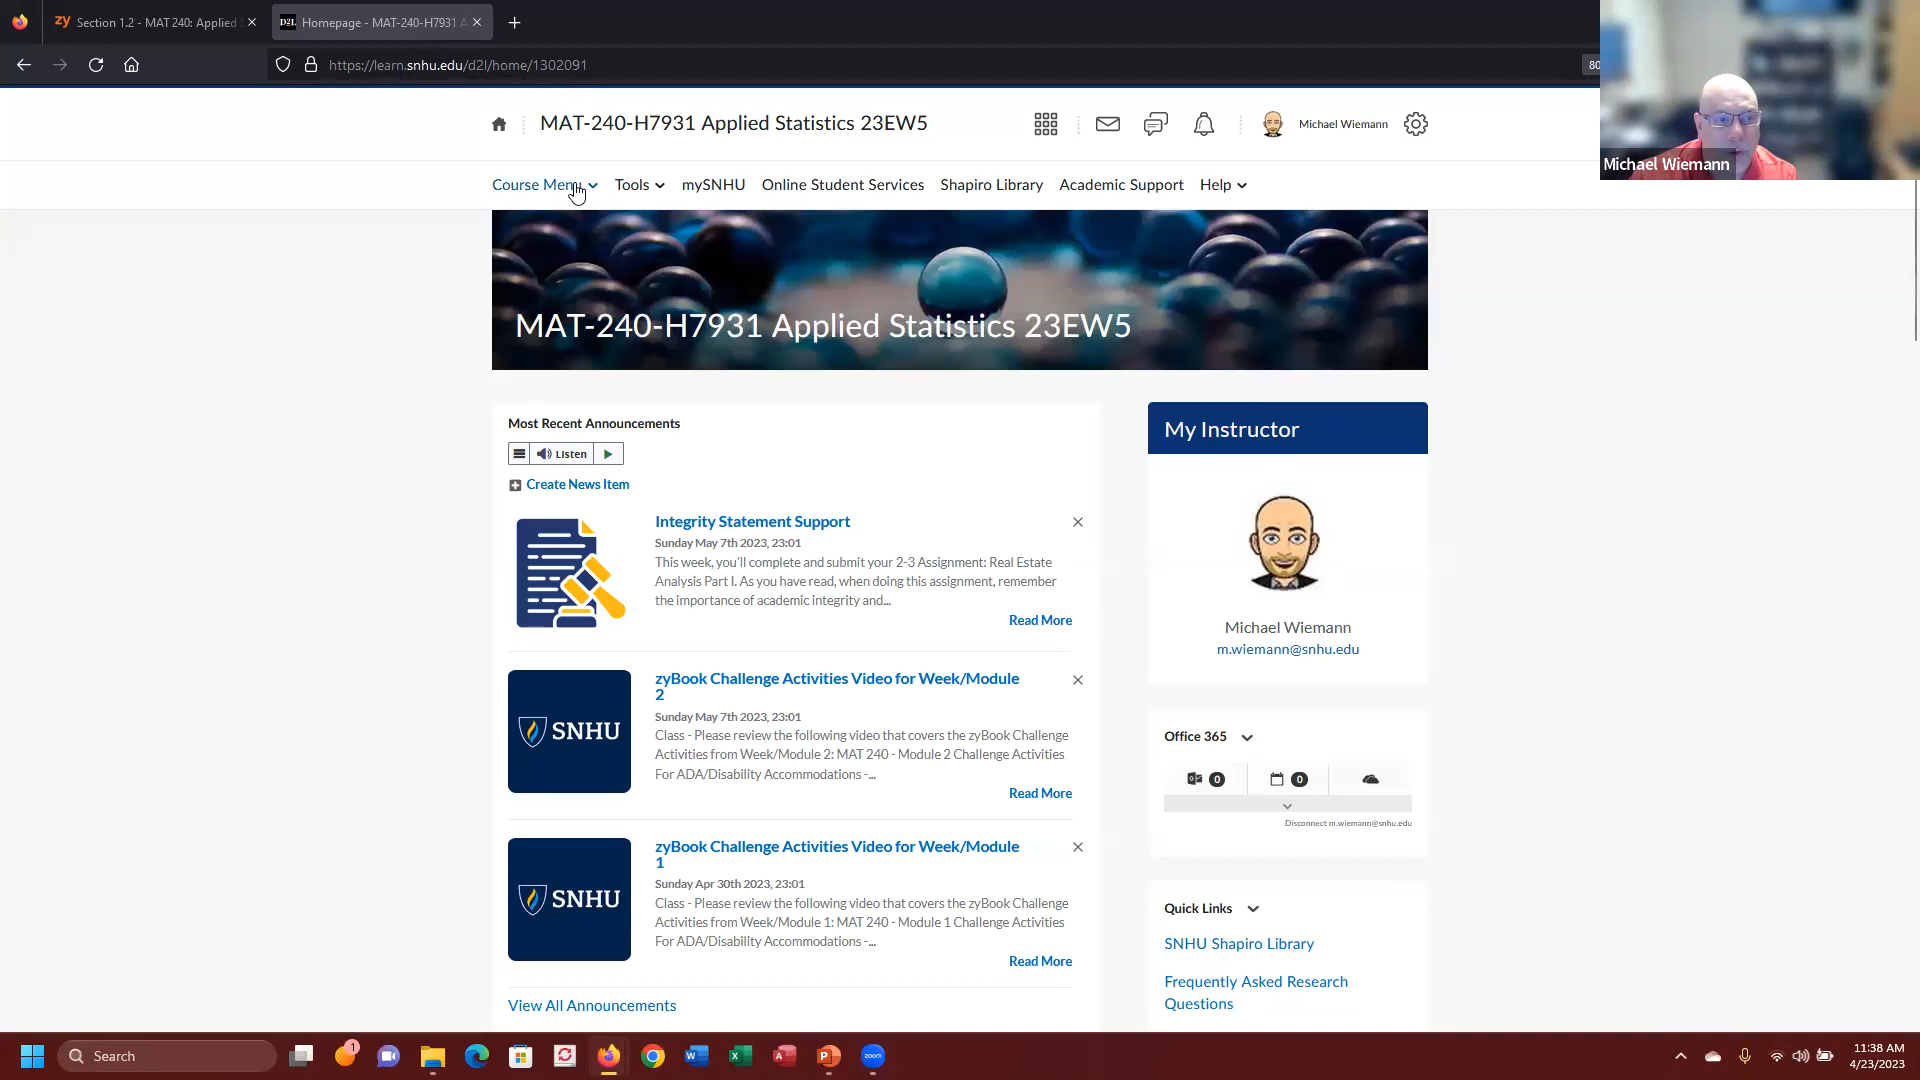 Section 1.2 - MAT 240: Applied
Homepage - MAT-240-H7931 A
https://learn.snhu.edu/d2l/home/1302091
80
MAT-240-H7931 Applied Statistics 23EW5
Michael Wiemann
Michael Wiemann
Course Menu
Tools
mySNHU
Online Student Services
Shapiro Library
Academic Support
Help
MAT-240-H7931 Applied Statistics 23EW5
Most Recent Announcements
Listen
Create News Item
Integrity Statement Support
Sunday May 7th 2023, 23:01
This week, you'll complete and submit your 2-3 Assignment: Real Estate
Analysis Part I. As you have read, when doing this assignment, remember
the importance of academic integrity and...
Read More
SNHU
zyBook Challenge Activities Video for Week/Module
2
Sunday May 7th 2023, 23:01
Class - Please review the following video that covers the zyBook Challenge
Activities from Week/Module 2: MAT 240 - Module 2 Challenge Activities
For ADA/Disability Accommodations -...
Read More
SNHU
zyBook Challenge Activities Video for Week/Module
1
Sunday Apr 30th 2023, 23:01
Class - Please review the following video that covers the zyBook Challenge
Activities from Week/Module 1: MAT 240 - Module 1 Challenge Activities
For ADA/Disability Accommodations -...
Read More
View All Announcements
My Instructor
Michael Wiemann
m.wiemann@snhu.edu
Office 365
0
0
Disconnect m.wiemann@snhu.edu
Quick Links
SNHU Shapiro Library
Frequently Asked Research
Questions
Search
1
zoom
11:38 AM
4/23/2023